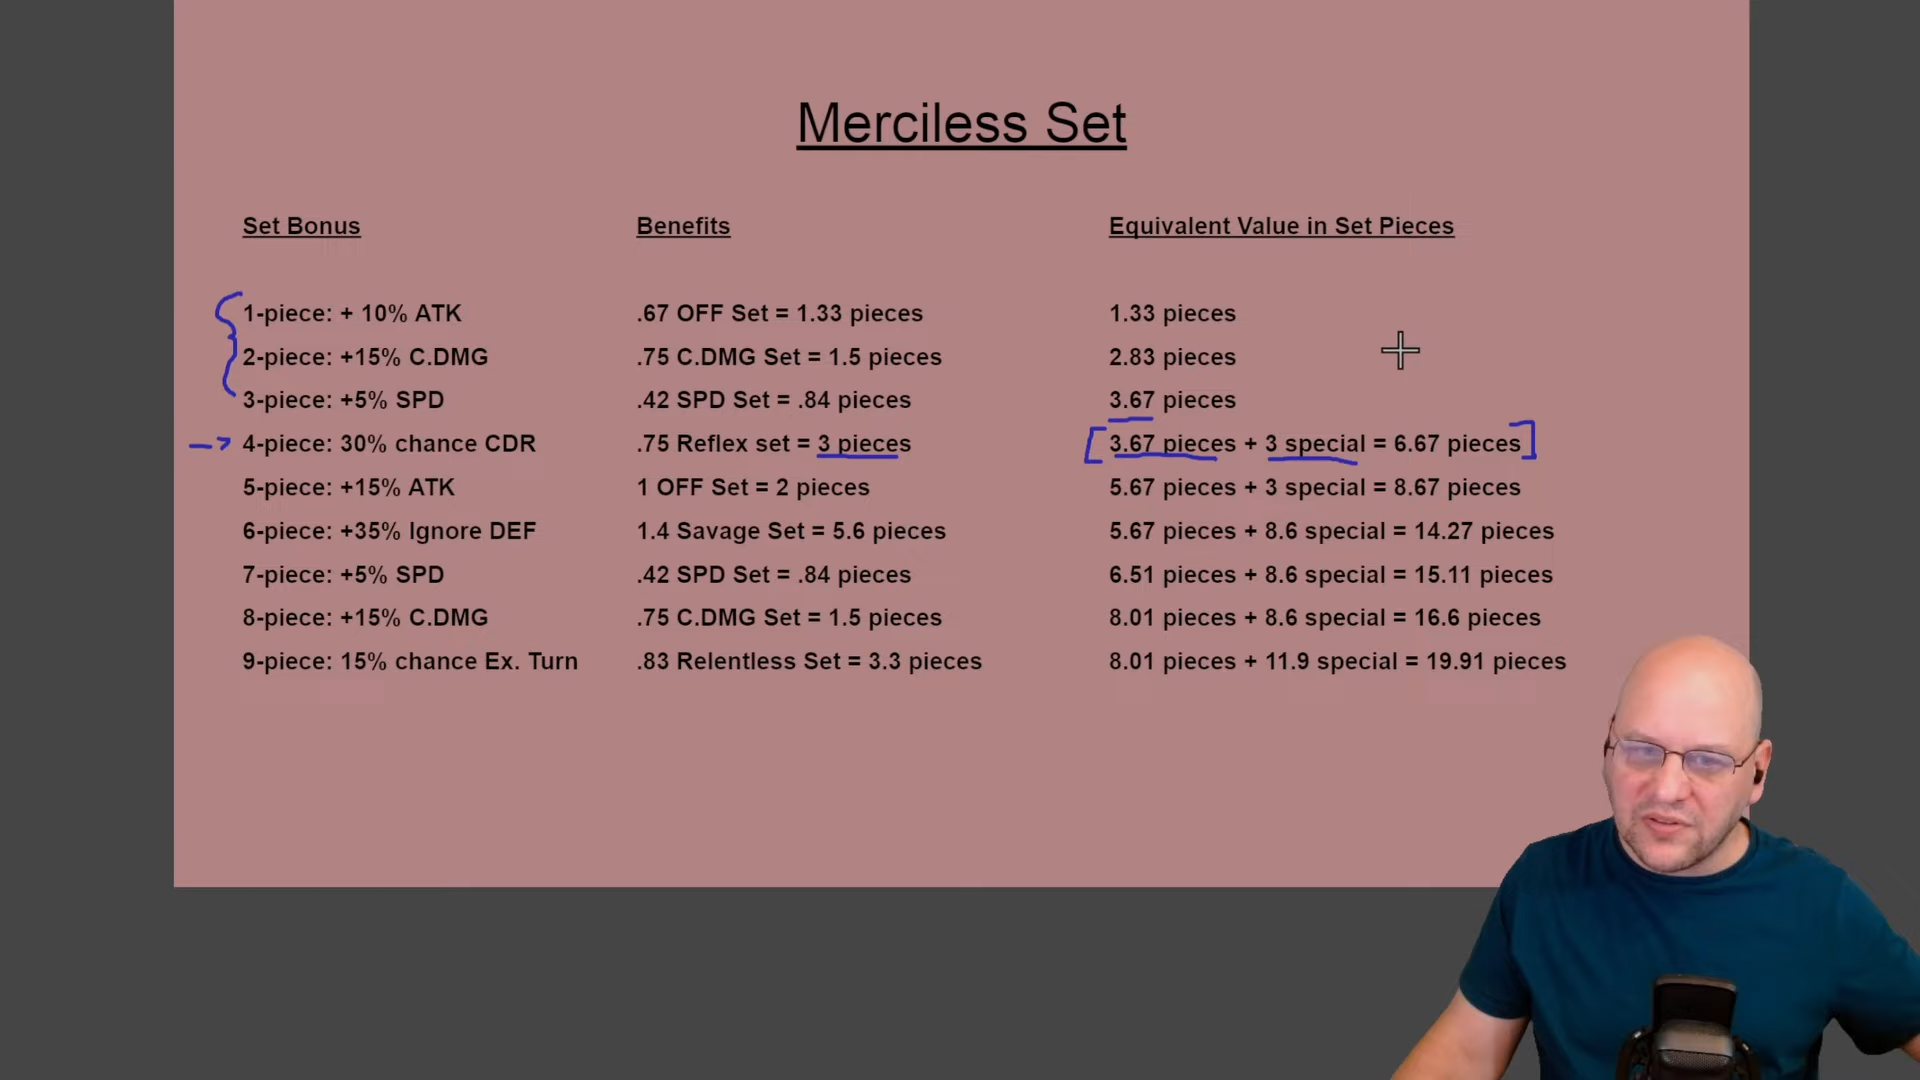 Merciless Set
Set Bonus Benefits Equivalent Value in Set Pieces
1-piece: + 10% ATK .67 OFF Set = 1.33 pieces 1.33 pieces
2-piece: +15% C.DMG .75 C.DMG Set = 1.5 pieces 2.83 pieces
3-piece: +5% SPD .42 SPD Set = .84 pieces 3.67 pieces
4-piece: 30% chance CDR .75 Reflex set = 3 pieces 3.67 pieces + 3 special = 6.67 pieces
5-piece: +15% ATK 1 OFF Set = 2 pieces 5.67 pieces + 3 special = 8.67 pieces
6-piece: +35% Ignore DEF 1.4 Savage Set = 5.6 pieces 5.67 pieces + 8.6 special = 14.27 pieces
7-piece: +5% SPD .42 SPD Set = .84 pieces 6.51 pieces + 8.6 special = 15.11 pieces
8-piece: +15% C.DMG .75 C.DMG Set = 1.5 pieces 8.01 pieces + 8.6 special = 16.6 pieces
9-piece: 15% chance Ex. Turn .83 Relentless Set = 3.3 pieces 8.01 pieces + 11.9 special = 19.91 pieces